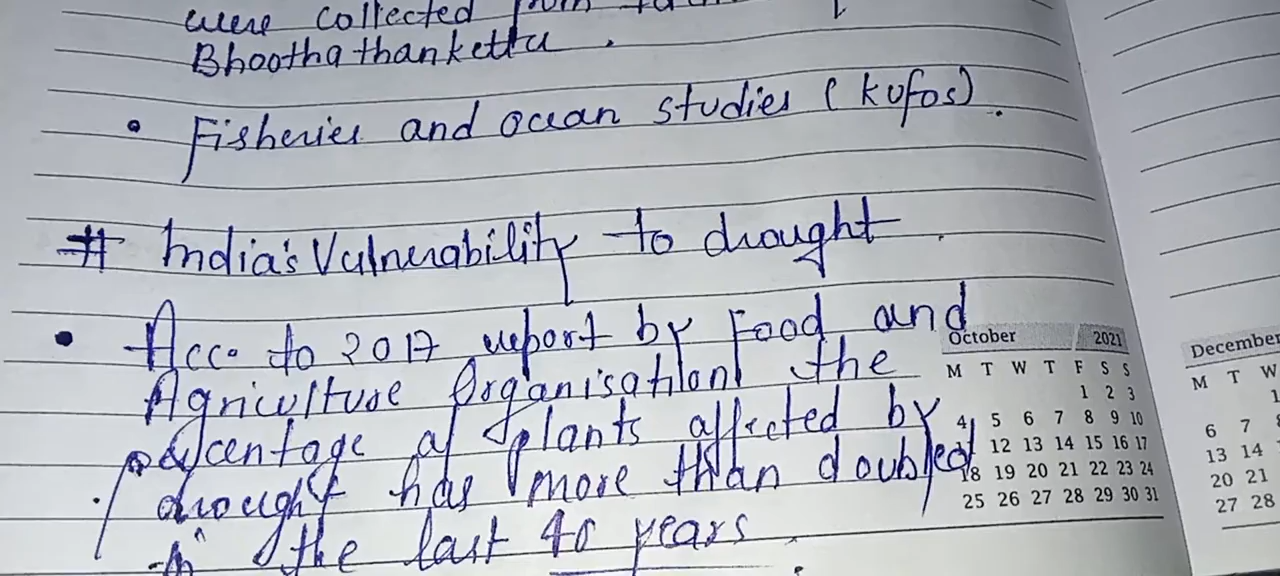 were collected
Bhoothathankettu .
• Fisheries and ocean studies (kufos).
# India's Vulnerability to drought .
• Acc. to 2017 report by Food and
Agriculture Organisation the
percentage of plants affected by
drought has more than doubled
in the last 40 years .
October 2021
M T W T F S S
1 2 3
4 5 6 7 8 9 10
12 13 14 15 16 17
18 19 20 21 22 23 24
25 26 27 28 29 30 31
December
M T W
1
6 7
13 14
20 21
27 28